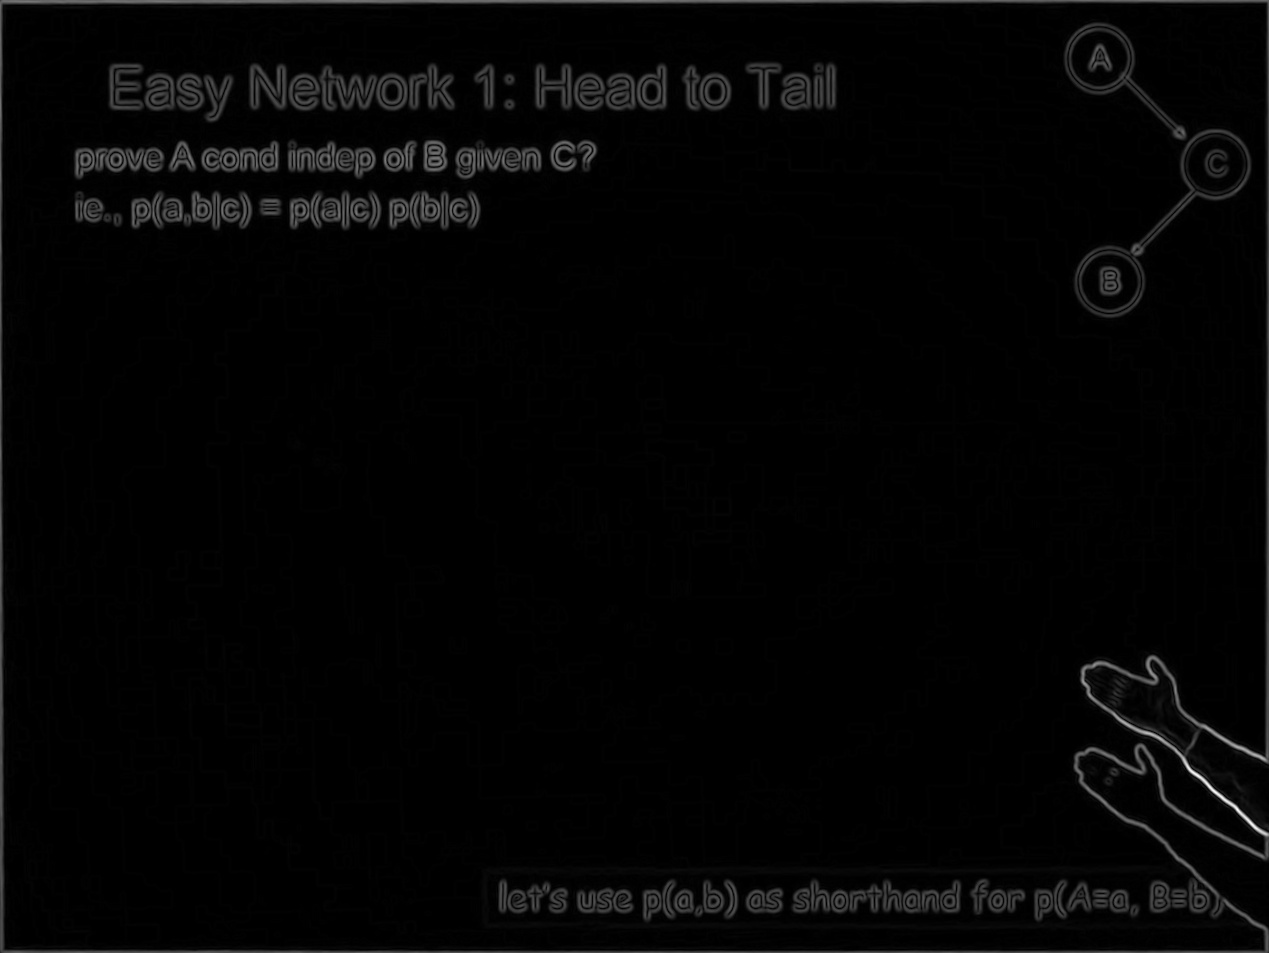 Easy Network 1: Head to Tail
prove A cond indep of B given C?
ie., p(a,b|c) = p(a|c) p(b|c)
A
C
B
let's use p(a,b) as shorthand for p(A=a, B=b)